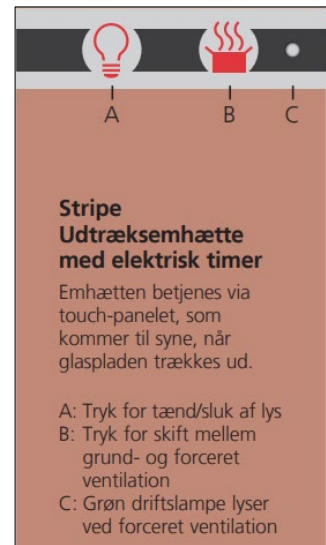 A B C
Stripe
Udtræksemhætte
med elektrisk timer
Emhætten betjenes via
touch-panelet, som
kommer til syne, når
glaspladen trækkes ud.
A: Tryk for tænd/sluk af lys
B: Tryk for skift mellem
grund- og forceret
ventilation
C: Grøn driftslampe lyser
ved forceret ventilation